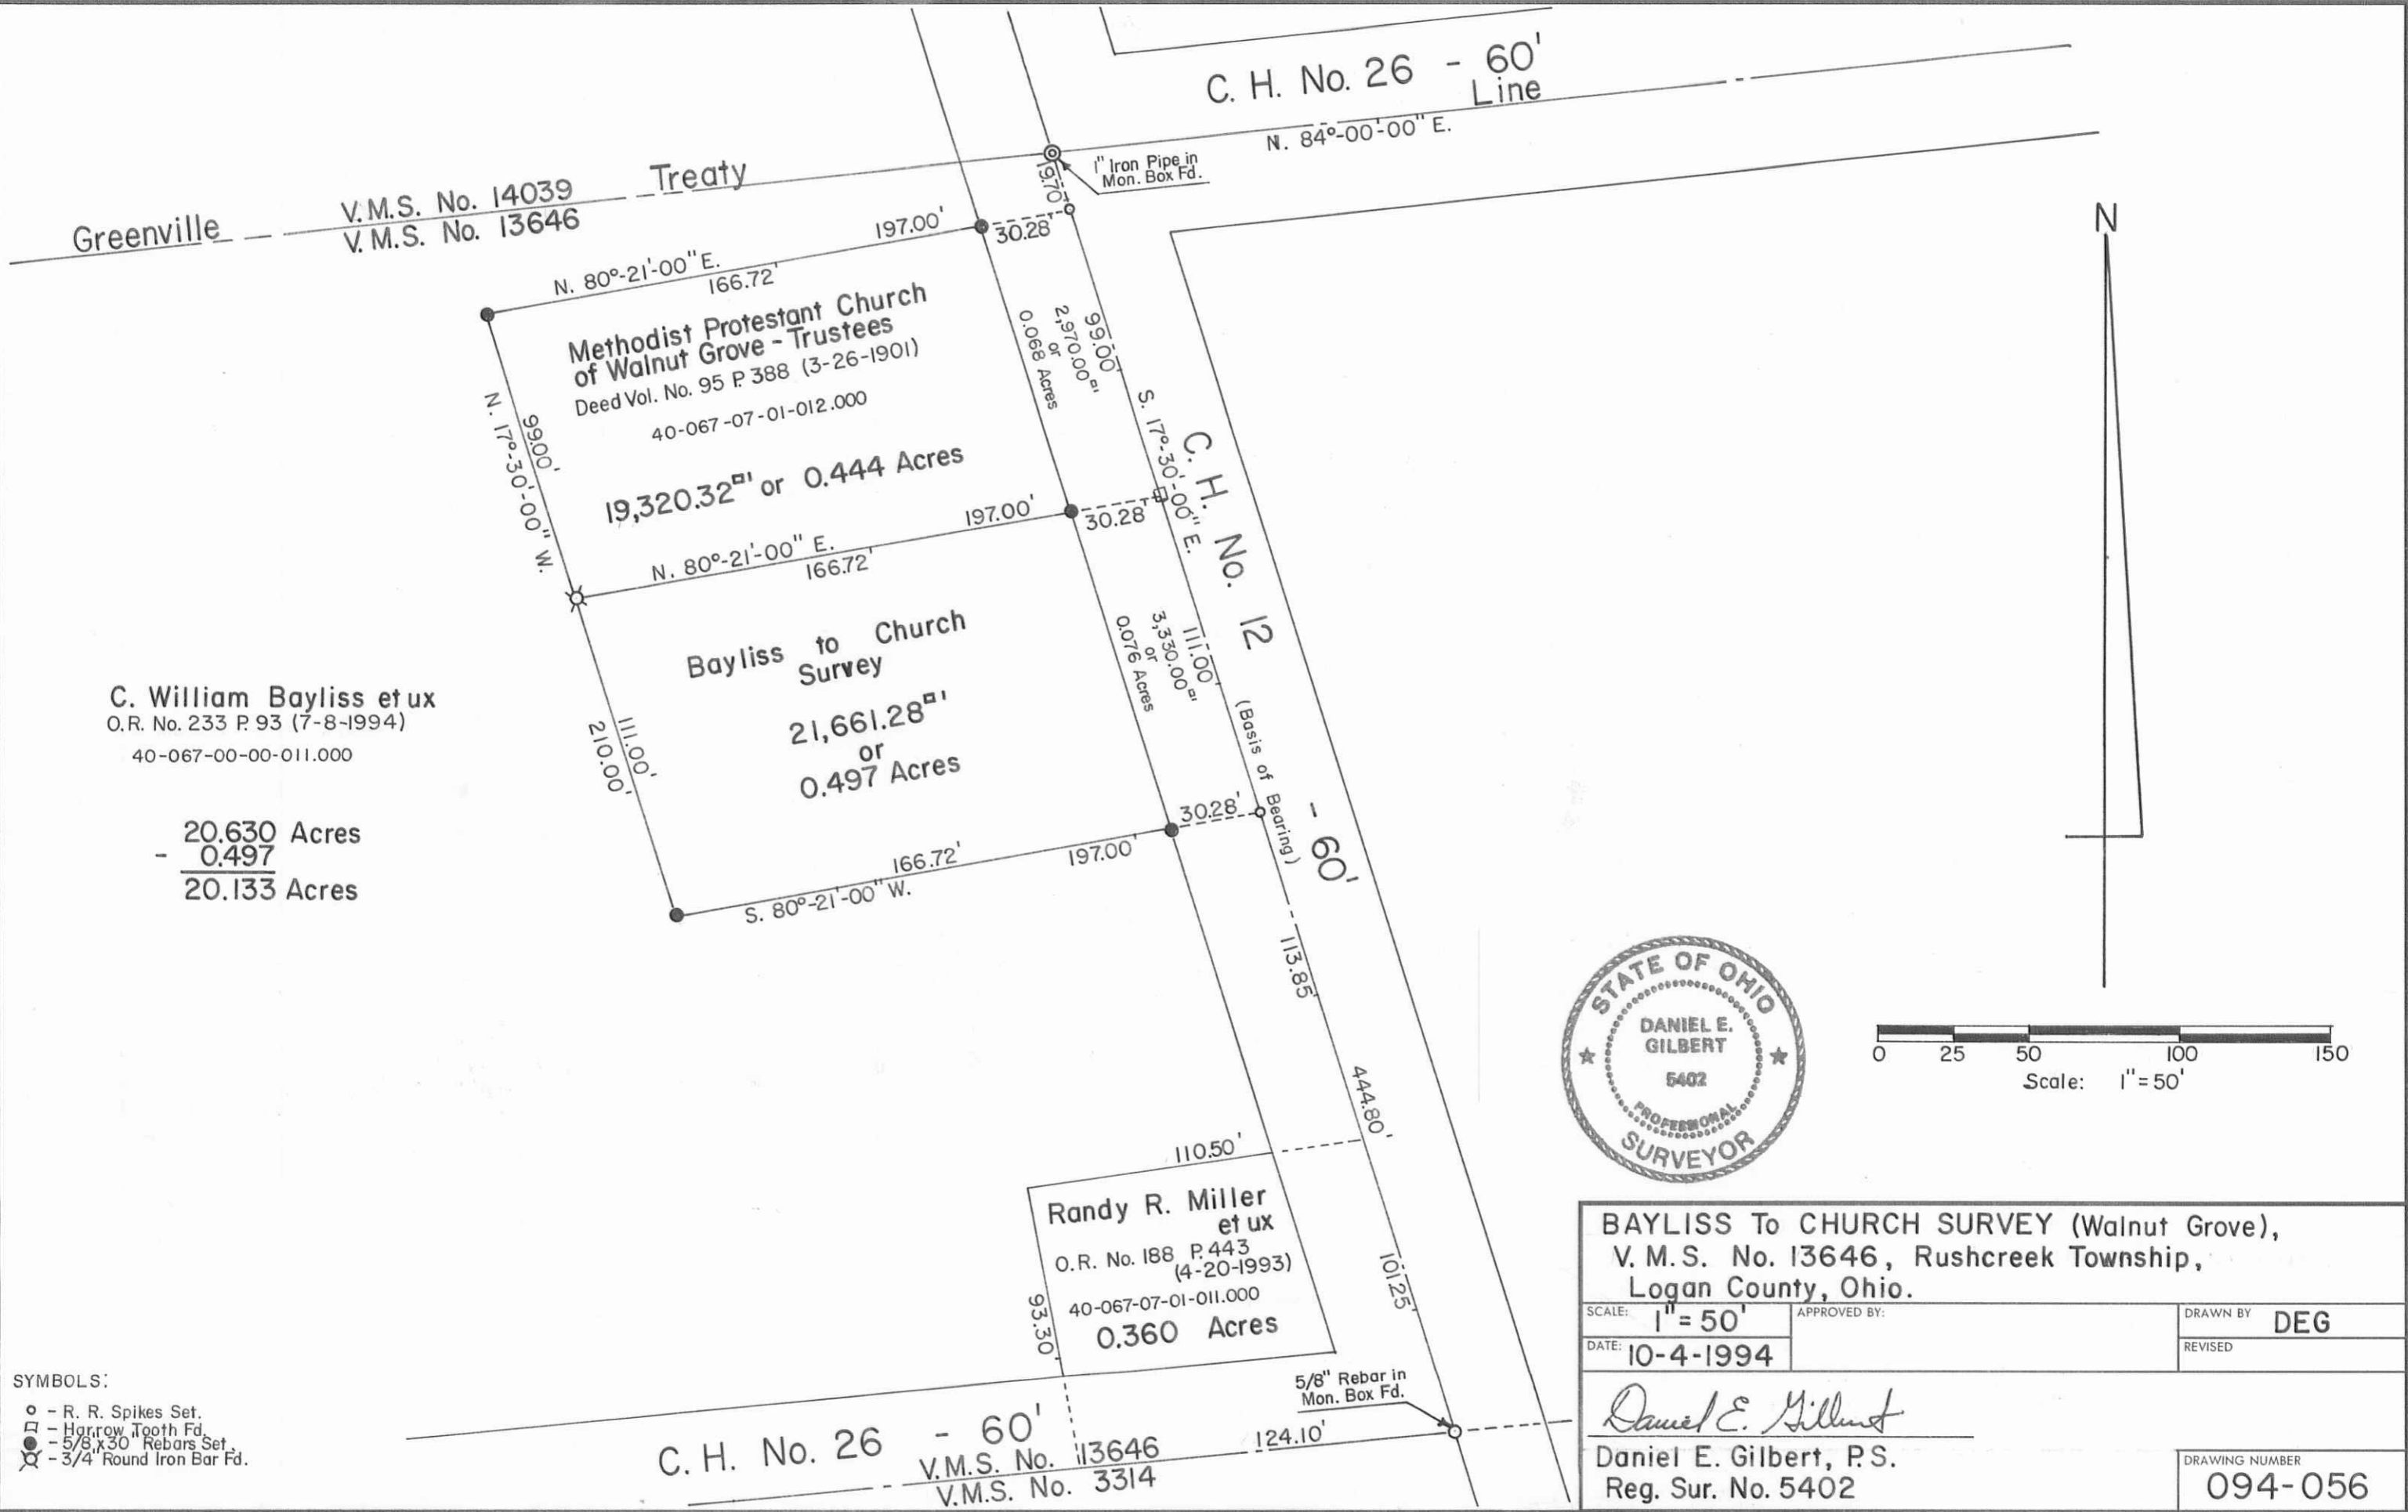 C. H. No. 26 - 60'
Line
N. 84°-00'-00" E.
1" Iron Pipe in
Mon. Box Fd.
19.70'
Greenville
Treaty
V.M.S. No. 14039
V.M.S. No. 13646
N
197.00'
30.28'
N. 80°-21'-00" E.
166.72'
Methodist Protestant Church
of Walnut Grove - Trustees
Deed Vol. No. 95 P. 388 (3-26-1901)
40-067-07-01-012.000
19,320.32□' or 0.444 Acres
N. 17°-30'-00" W.
99.00'
99.00'
2,970.00□'
or
0.068 Acres
S. 17°-30'-00" E.
C. H. No. 12 - 60'
197.00'
30.28'
N. 80°-21'-00" E.
166.72'
Bayliss to Church
Survey
21,661.28□'
or
0.497 Acres
111.00'
210.00'
111.00'
3,330.00□'
or
0.076 Acres
(Basis of Bearing)
30.28'
166.72'
197.00'
S. 80°-21'-00" W.
C. William Bayliss et ux
O.R. No. 233 P. 93 (7-8-1994)
40-067-00-00-011.000
20.630 Acres
- 0.497
20.133 Acres
113.85'
444.80'
101.25'
110.50'
Randy R. Miller
et ux
O.R. No. 188 P. 443
(4-20-1993)
40-067-07-01-011.000
0.360 Acres
93.30'
5/8" Rebar in
Mon. Box Fd.
C. H. No. 26 - 60'
V.M.S. No. 13646
V.M.S. No. 3314
124.10'
SYMBOLS:
○ - R. R. Spikes Set.
□ - Harrow Tooth Fd.
● - 5/8"x30" Rebars Set.
- 3/4" Round Iron Bar Fd.
STATE OF OHIO
DANIEL E.
GILBERT
5402
PROFESSIONAL
SURVEYOR
0 25 50 100 150
Scale: 1"=50'
BAYLISS To CHURCH SURVEY (Walnut Grove),
V. M. S. No. 13646, Rushcreek Township,
Logan County, Ohio.
SCALE: 1"=50'
APPROVED BY:
DRAWN BY DEG
DATE: 10-4-1994
REVISED
Daniel E. Gilbert
Daniel E. Gilbert, P.S.
Reg. Sur. No. 5402
DRAWING NUMBER
094-056